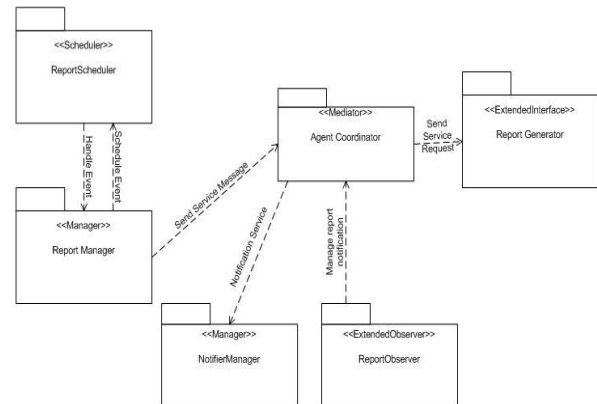 <<Scheduler>>
ReportScheduler
Handle Event
Schedule Event
<<Manager>>
Report Manager
Send Service Message
<<Mediator>>
Agent Coordinator
Send
Service
Request
<<ExtendedInterface>>
Report Generator
Notification Service
Manage report
notification
<<Manager>>
NotifierManager
<<ExtendedObserver>>
ReportObserver